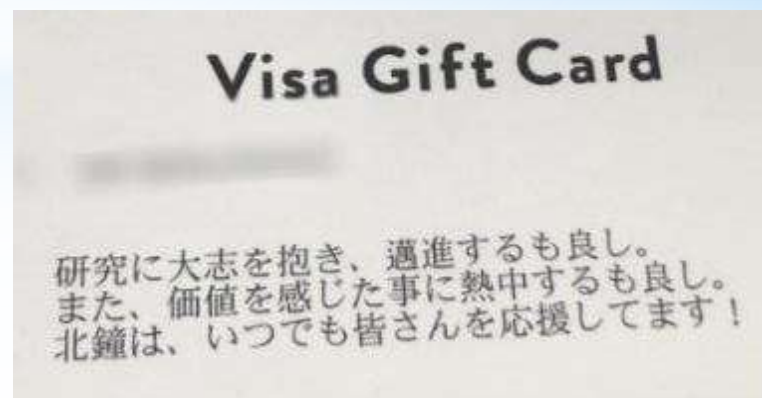 Visa Gift Card
研究に大志を抱き、邁進するも良し。
また、価値を感じた事に熱中するも良し。
北鐘は、いつでも皆さんを応援してます！